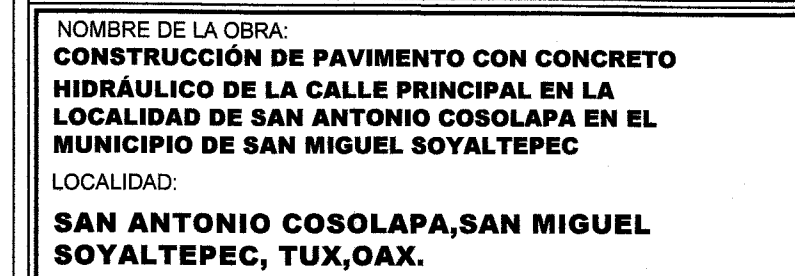 NOMBRE DE LA OBRA:
CONSTRUCCIÓN DE PAVIMENTO CON CONCRETO
HIDRÁULICO DE LA CALLE PRINCIPAL EN LA
LOCALIDAD DE SAN ANTONIO COSOLAPA EN EL
MUNICIPIO DE SAN MIGUEL SOYALTEPEC
LOCALIDAD:
SAN ANTONIO COSOLAPA,SAN MIGUEL
SOYALTEPEC, TUX,OAX.